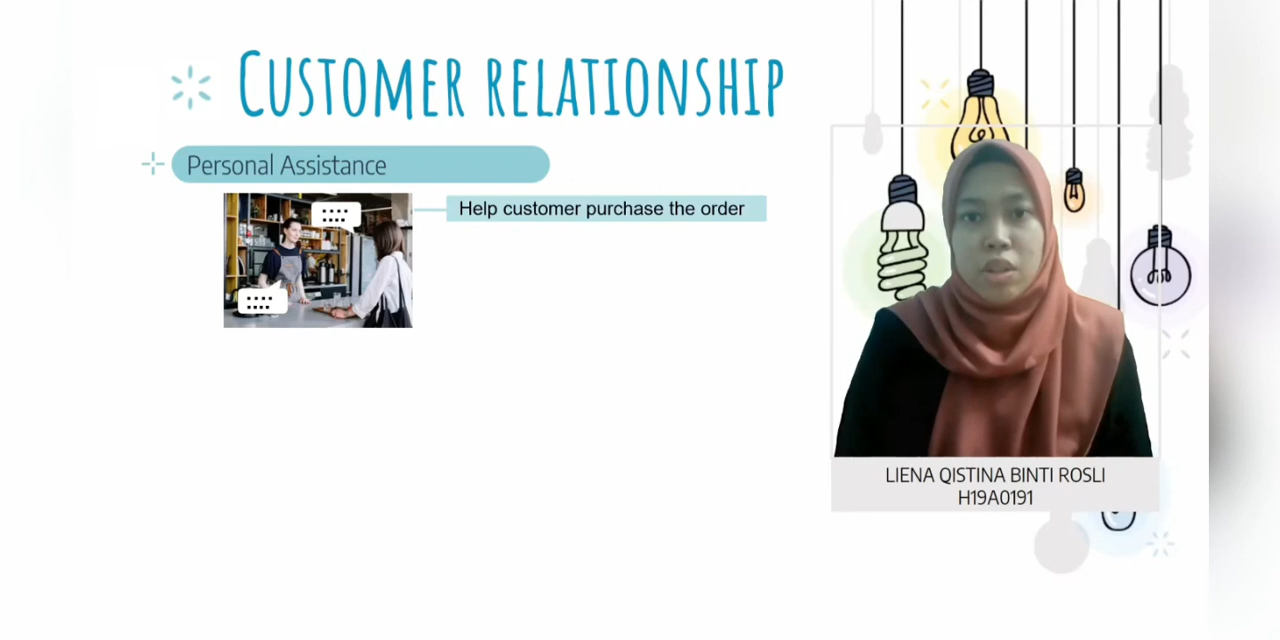 CUSTOMER RELATIONSHIP
Personal Assistance
Help customer purchase the order
LIENA QISTINA BINTI ROSLI
H19A0191